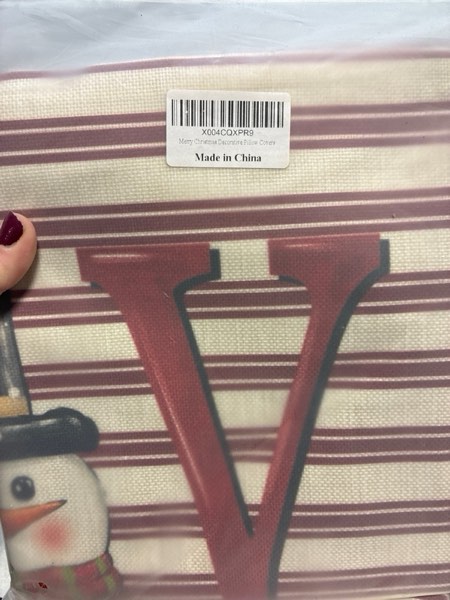 X004CQXPR9
Merry Christmas Decorative Pillow Covers
Made in China
V